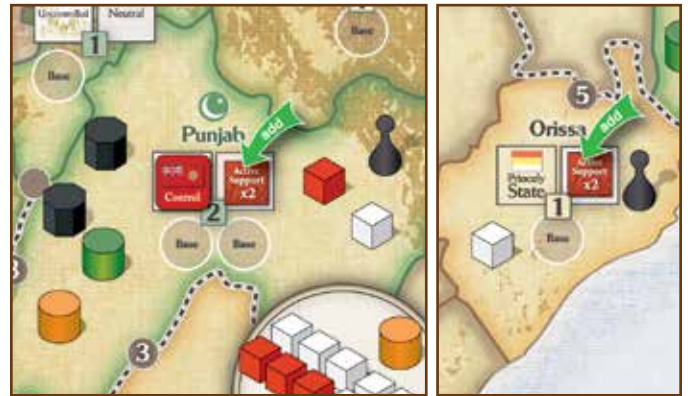 Uncontrolled
Neutral
1
Base
Base
Punjab
add
Control
Active
Support
x2
2
Base
Base
3
3
5
Orissa
add
Princely
State
Active
Support
x2
1
Base